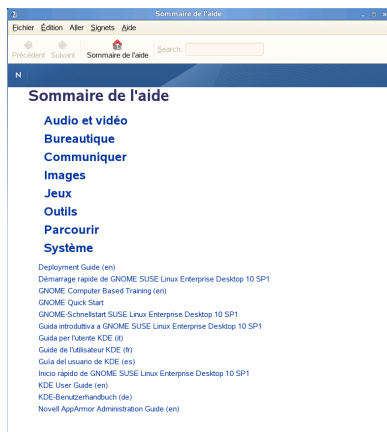 Sommaire de l'aide
Fichier Édition Aller Signets Aide
Précédent Suivant Sommaire de l'aide Search:
N
Sommaire de l'aide
Audio et vidéo
Bureautique
Communiquer
Images
Jeux
Outils
Parcourir
Système
Deployment Guide (en)
Démarrage rapide de GNOME SUSE Linux Enterprise Desktop 10 SP1
GNOME Computer Based Training (en)
GNOME Quick Start
GNOME-Schnellstart SUSE Linux Enterprise Desktop 10 SP1
Guida introduttiva a GNOME SUSE Linux Enterprise Desktop 10 SP1
Guida per l'utente KDE (it)
Guide de l'utilisateur KDE (fr)
Guía del usuario de KDE (es)
Inicio rápido de GNOME SUSE Linux Enterprise Desktop 10 SP1
KDE User Guide (en)
KDE-Benutzerhandbuch (de)
Novell AppArmor Administration Guide (en)